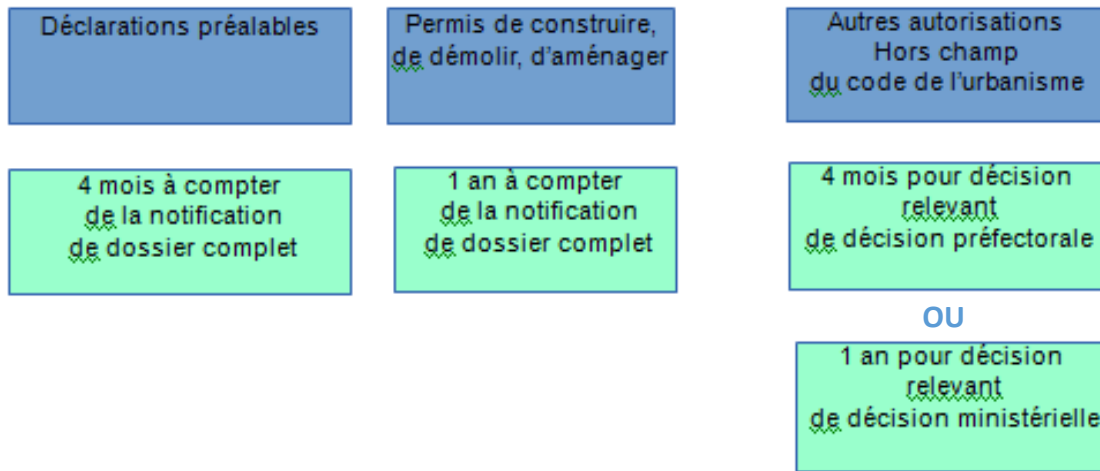 Déclarations préalables
Permis de construire,
de démolir, d'aménager
Autres autorisations
Hors champ
du code de l'urbanisme
4 mois à compter
de la notification
de dossier complet
1 an à compter
de la notification
de dossier complet
4 mois pour décision
relevant
de décision préfectorale
OU
1 an pour décision
relevant
de décision ministérielle